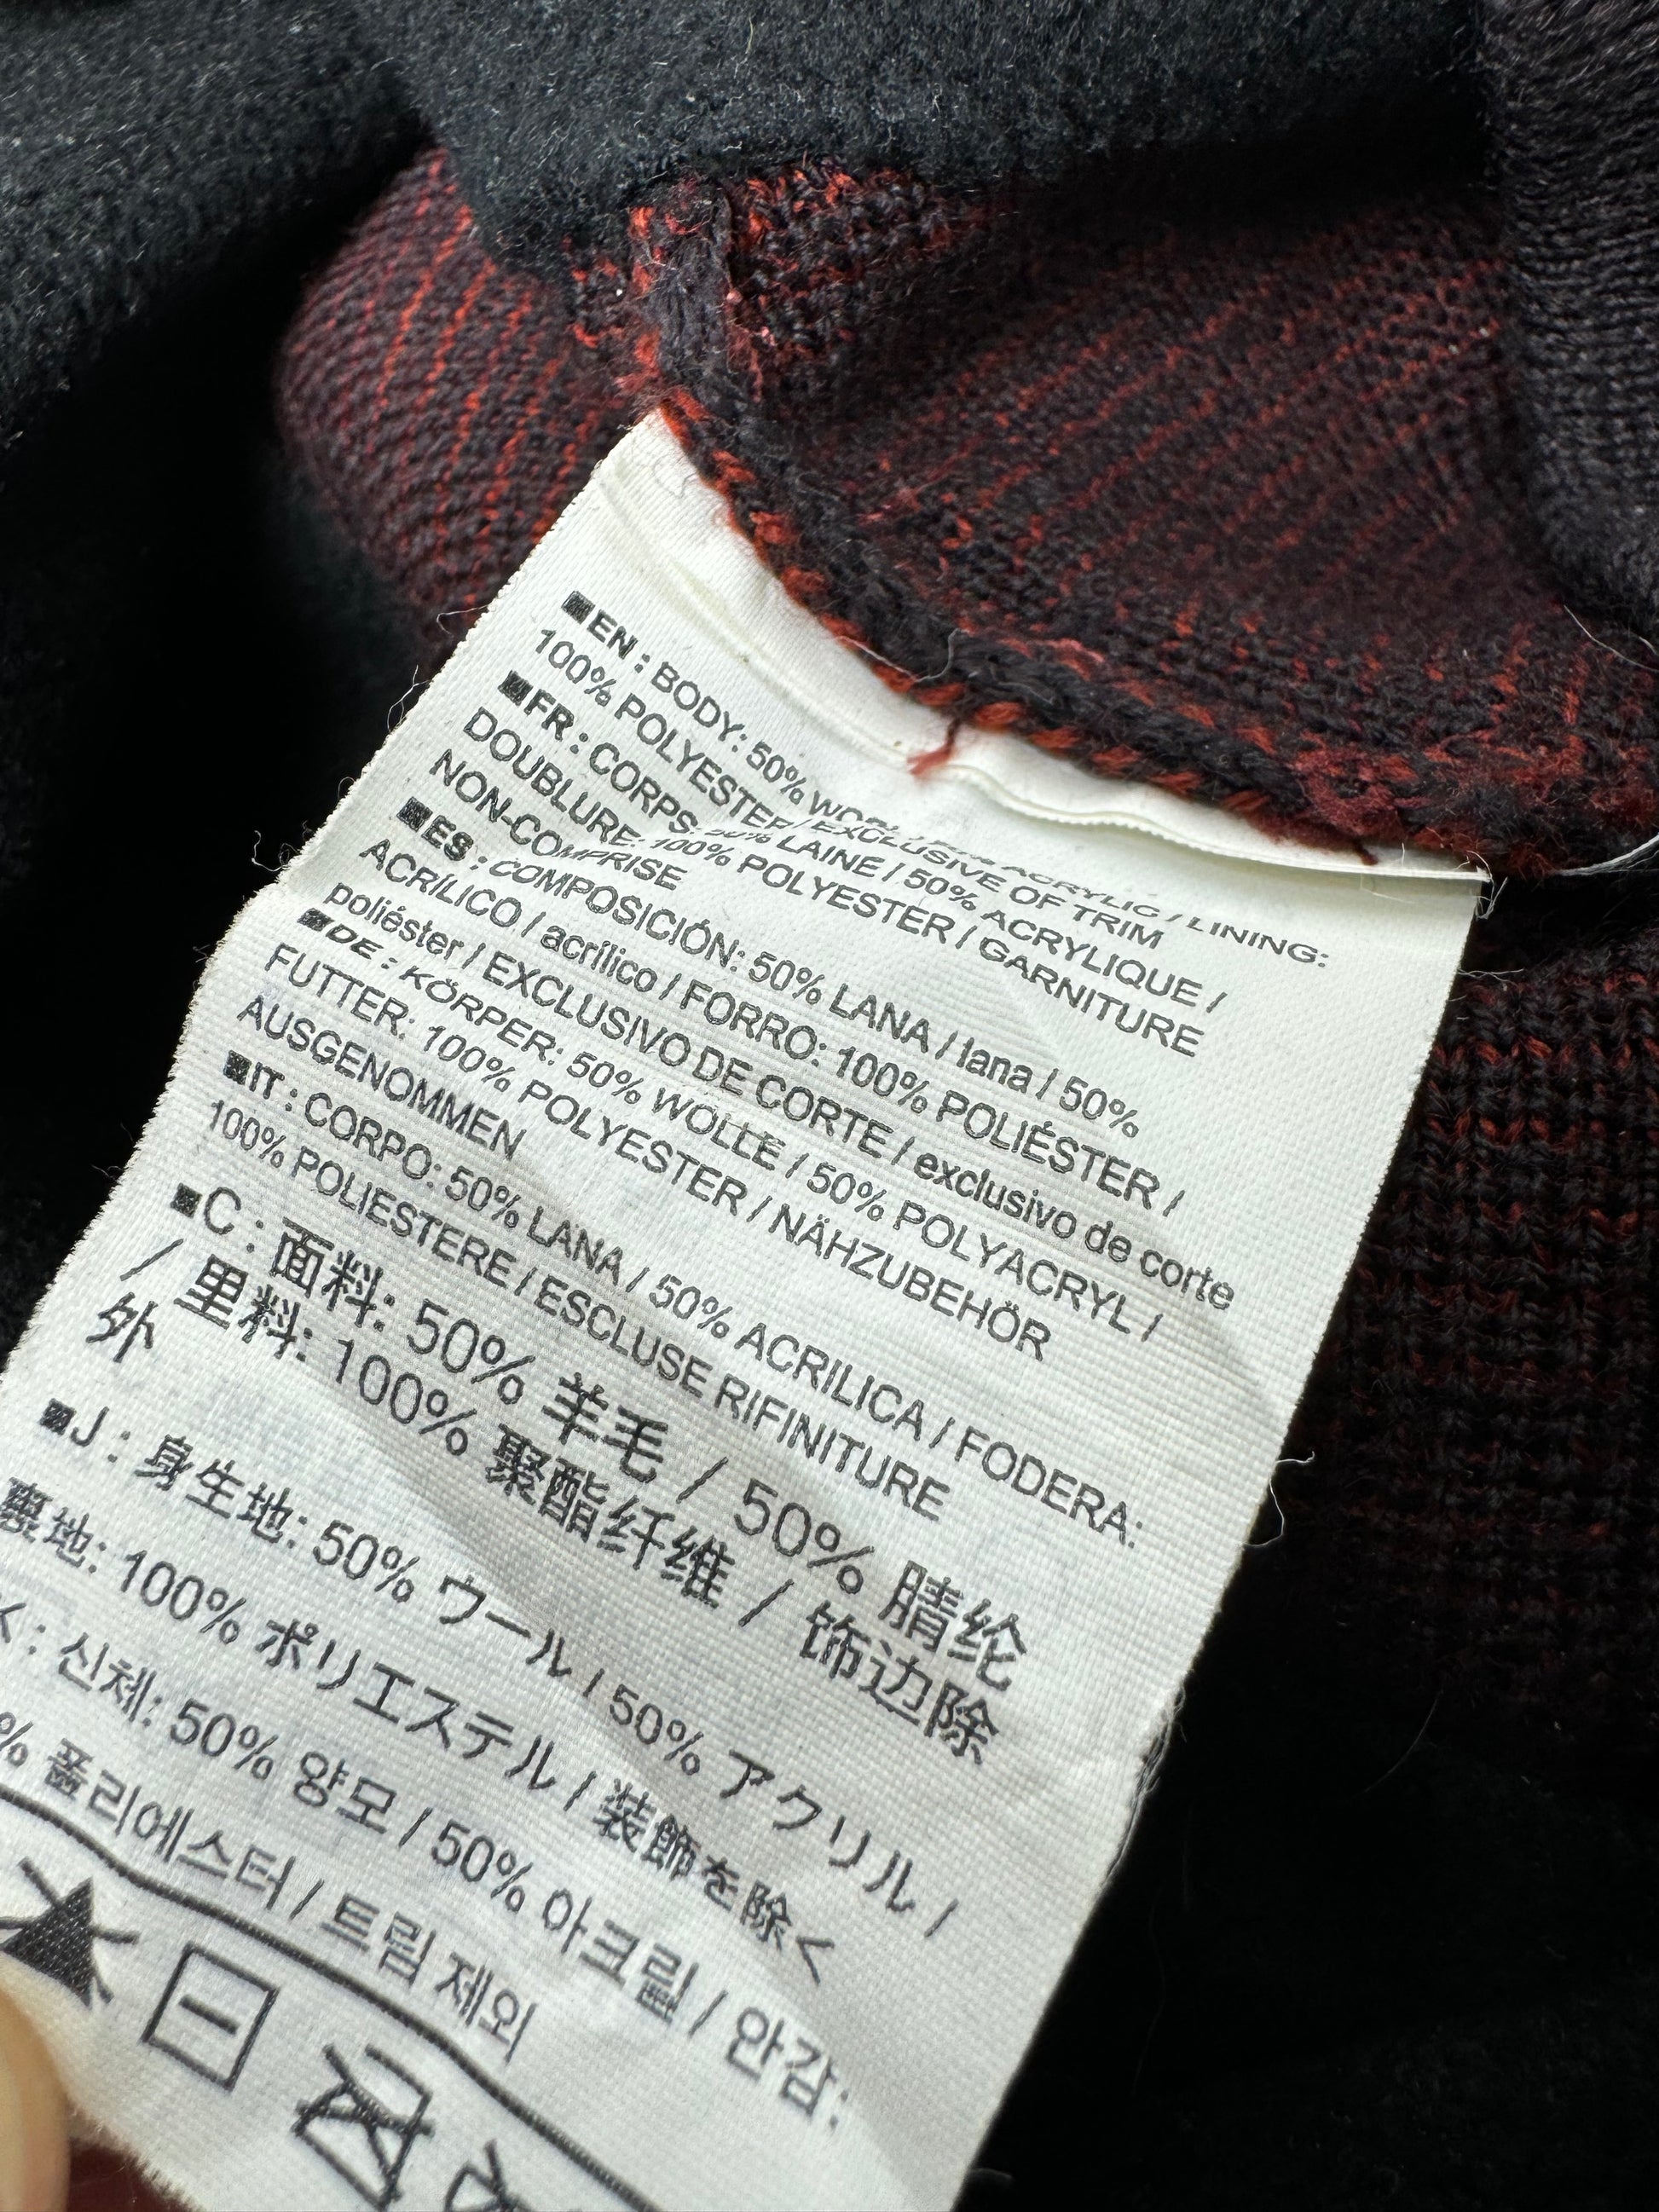 ■EN : BODY: 50% WOOL / 50% ACRYLIC / LINING:
100% POLYESTER / EXCLUSIVE OF TRIM
■FR : CORPS: 50% LAINE / 50% ACRYLIQUE /
DOUBLURE: 100% POLYESTER / GARNITURE
NON-COMPRISE
■ES : COMPOSICIÓN: 50% LANA / lana / 50%
ACRÍLICO / acrílico / FORRO: 100% POLIÉSTER /
poliéster / EXCLUSIVO DE CORTE / exclusivo de corte
■DE : KÖRPER: 50% WOLLE / 50% POLYACRYL /
FUTTER: 100% POLYESTER / NÄHZUBEHÖR
AUSGENOMMEN
■IT : CORPO: 50% LANA / 50% ACRILICA / FODERA:
100% POLIESTERE / ESCLUSE RIFINITURE
■C : 面料: 50% 羊毛 / 50% 腈纶
/ 里料: 100% 聚酯纤维 / 饰边除
外
■J : 身生地: 50% ウール / 50% アクリル /
裏地: 100% ポリエステル / 装飾を除く
: 신체: 50% 양모 / 50% 아크릴 / 안감:
% 폴리에스터 / 트림 제외